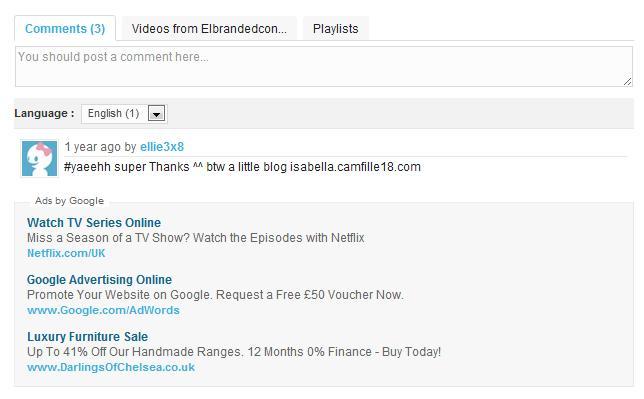 Comments (3) Videos from Elbrandedcon... Playlists
You should post a comment here...
Language : English (1)
1 year ago by ellie3x8
#yaeehh super Thanks ^^ btw a little blog isabella.camfille18.com
Ads by Google
Watch TV Series Online
Miss a Season of a TV Show? Watch the Episodes with Netflix
Netflix.com/UK
Google Advertising Online
Promote Your Website on Google. Request a Free £50 Voucher Now.
www.Google.com/AdWords
Luxury Furniture Sale
Up To 41% Off Our Handmade Ranges. 12 Months 0% Finance - Buy Today!
www.DarlingsOfChelsea.co.uk